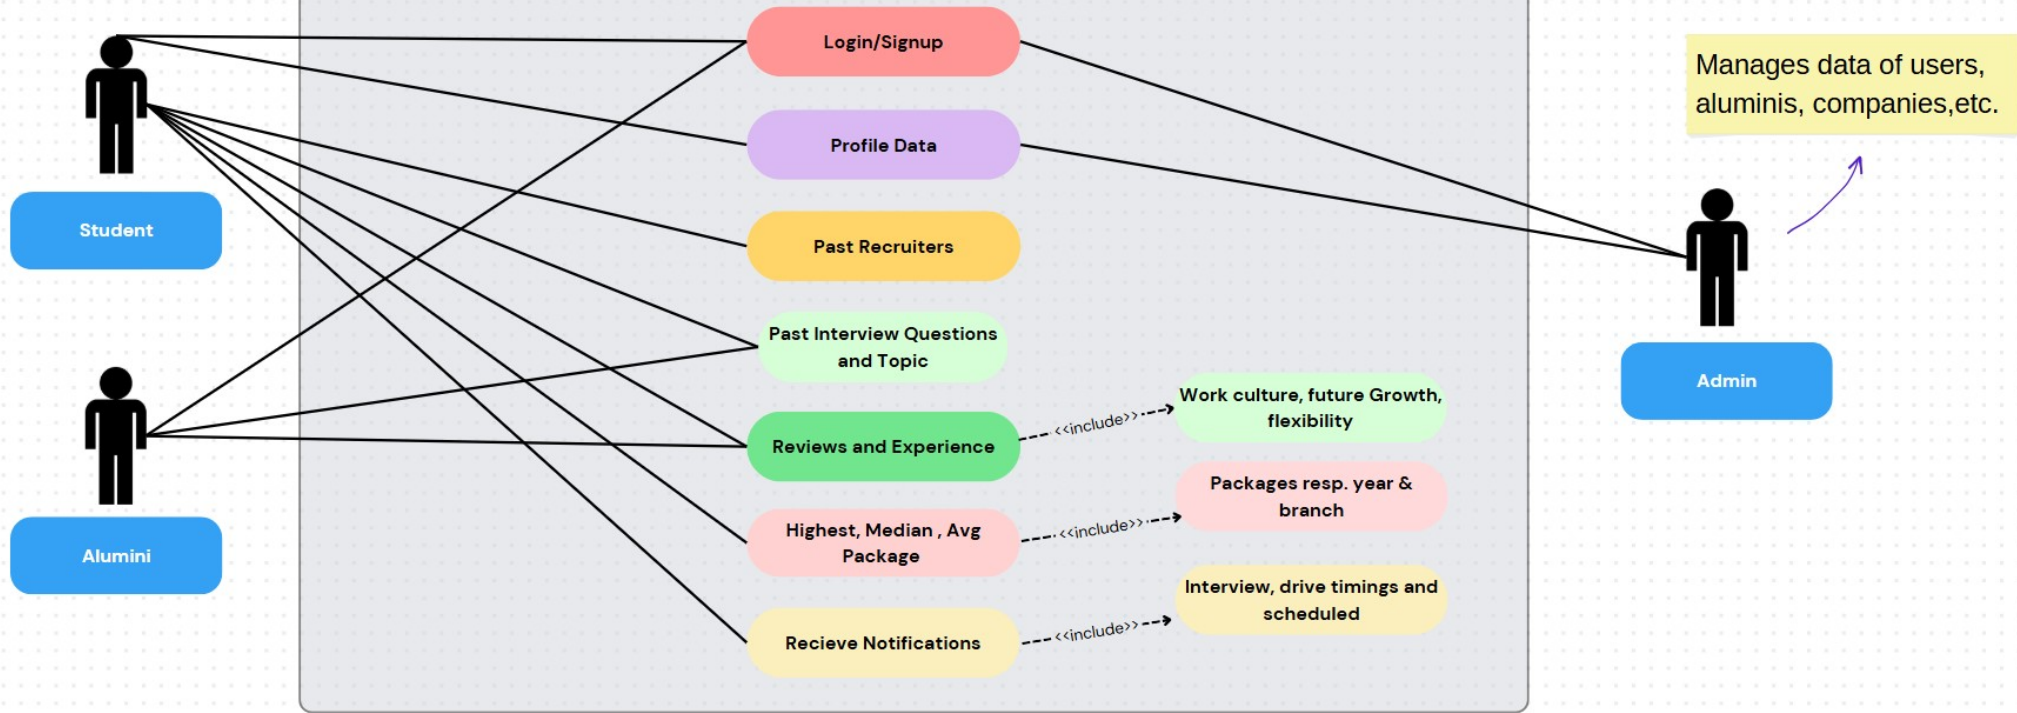 Login/Signup
Manages data of users,
aluminis, companies,etc.
Profile Data
Student
Past Recruiters
Past Interview Questions
and Topic
Admin
Work culture, future Growth,
flexibility
<<include>>
Reviews and Experience
Packages resp. year &
branch
<<include>>
Highest, Median , Avg
Package
Alumini
Interview, drive timings and
scheduled
<<include>>
Recieve Notifications